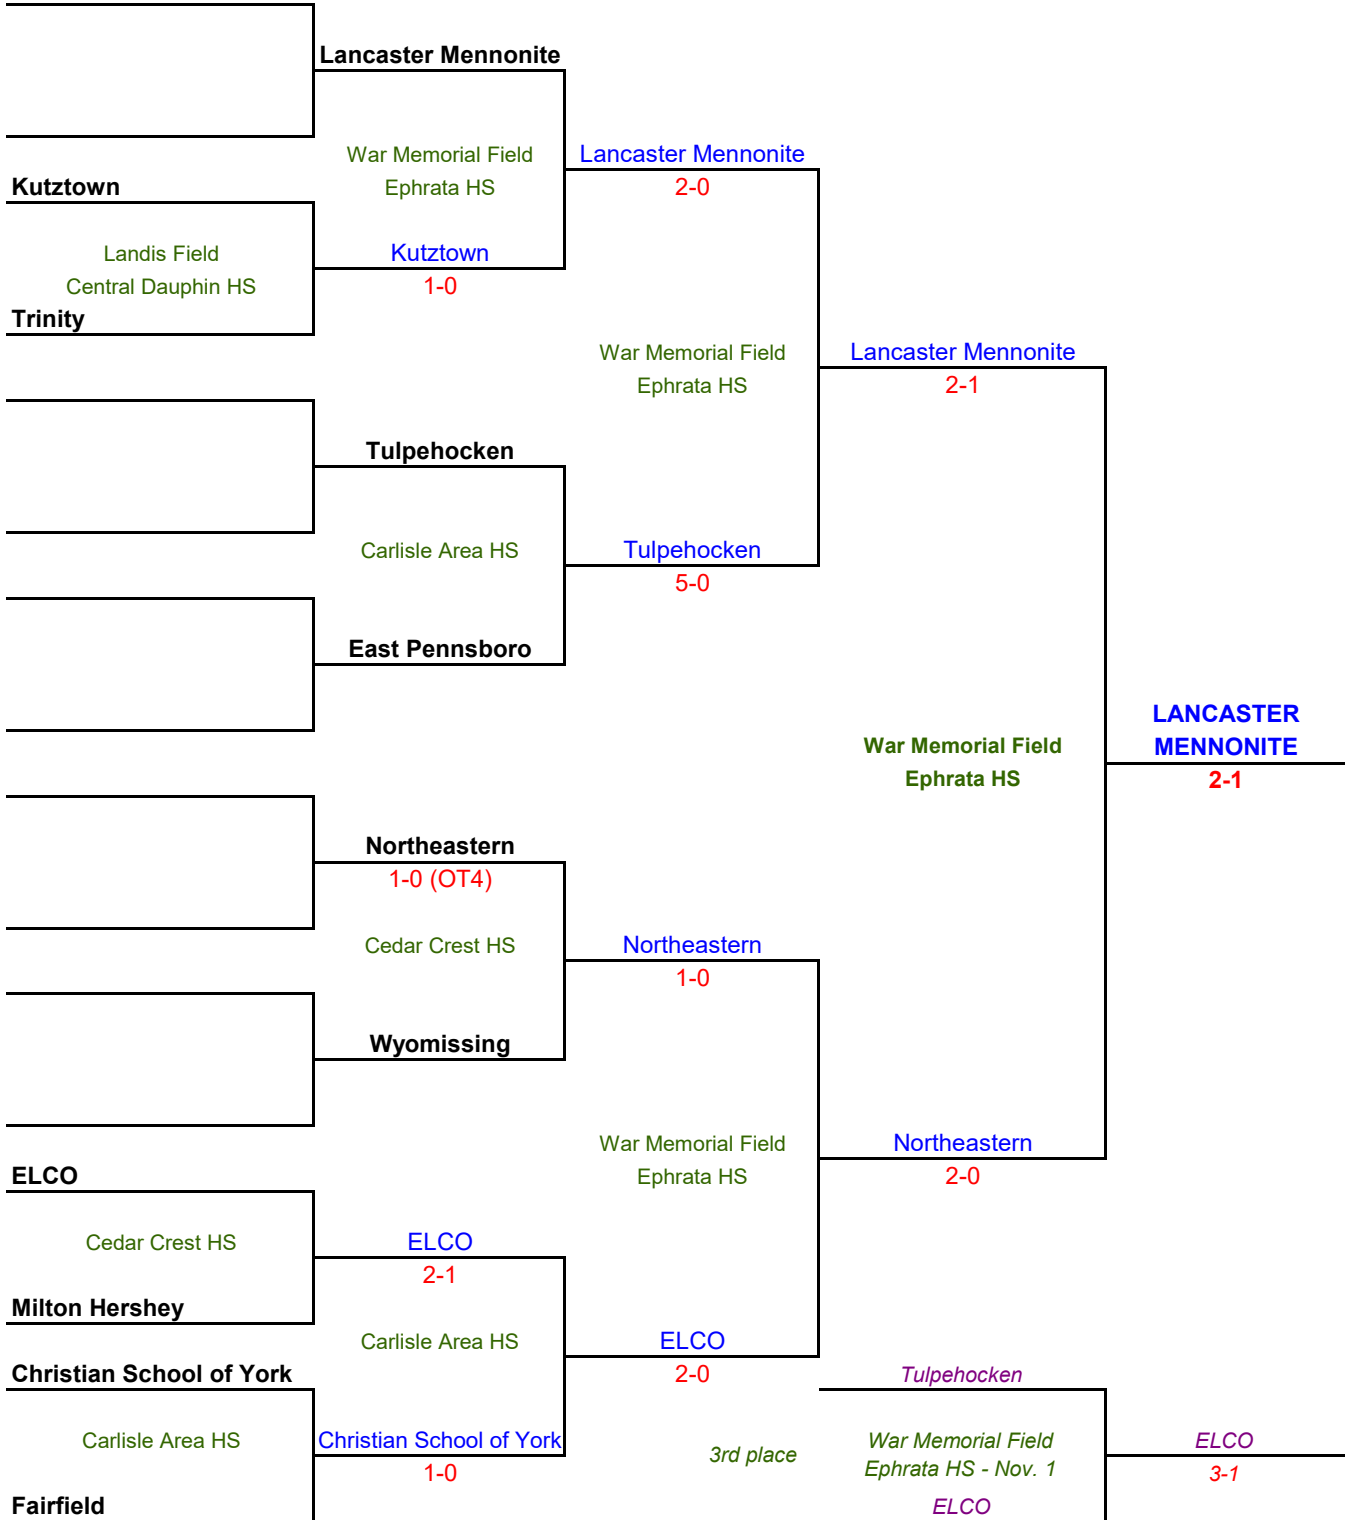 Lancaster Mennonite
War Memorial Field
Ephrata HS
Lancaster Mennonite
2-0
Kutztown
Landis Field
Central Dauphin HS
Kutztown
1-0
Trinity
War Memorial Field
Ephrata HS
Lancaster Mennonite
2-1
Tulpehocken
Carlisle Area HS
Tulpehocken
5-0
East Pennsboro
War Memorial Field
Ephrata HS
LANCASTER
MENNONITE
2-1
Northeastern
1-0 (OT4)
Cedar Crest HS
Northeastern
1-0
Wyomissing
War Memorial Field
Ephrata HS
Northeastern
2-0
ELCO
Cedar Crest HS
ELCO
2-1
Milton Hershey
Carlisle Area HS
ELCO
2-0
Christian School of York
Carlisle Area HS
Christian School of York
1-0
Fairfield
3rd place
Tulpehocken
War Memorial Field
Ephrata HS - Nov. 1
ELCO
ELCO
3-1